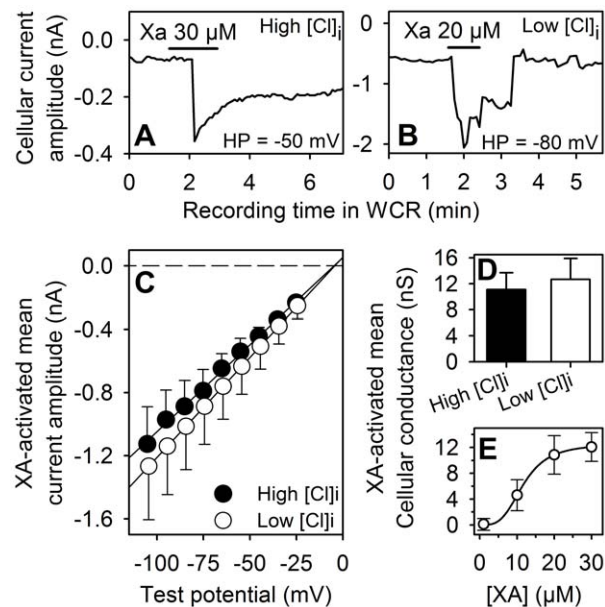 Xa 30 µM
High [Cl]i
Cellular current
amplitude (nA)
0.0
-0.2
-0.4
A
HP = -50 mV
0
2
4
6
Xa 20 µM
Low [Cl]i
0
-1
-2
B
HP = -80 mV
0
1
2
3
4
5
Recording time in WCR (min)
XA-activated mean
current amplitude (nA)
0.0
-0.4
-0.8
-1.2
-1.6
C
High [Cl]i
Low [Cl]i
-100
-75
-50
-25
0
Test potential (mV)
XA-activated mean
Cellular conductance (nS)
16
12
8
4
0
D
High [Cl]i
Low [Cl]i
12
8
4
0
E
0
10
20
30
[XA] (µM)